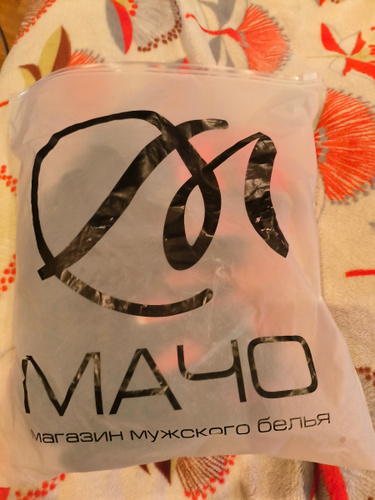 МАЧО
магазин мужского белья